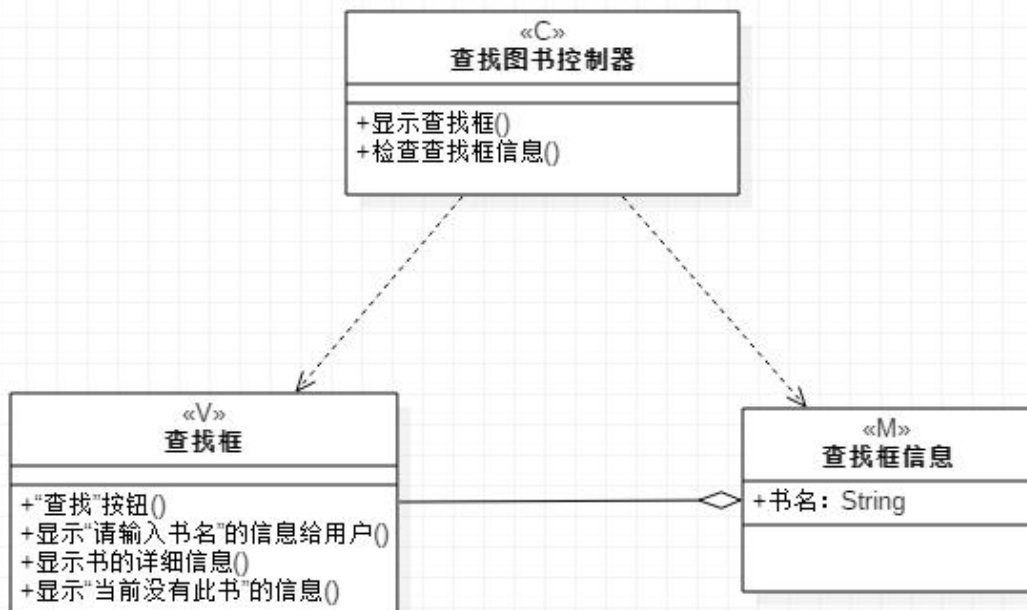 «C»
查找图书控制器
+显示查找框()
+检查查找框信息()
«V»
查找框
+“查找”按钮()
+显示“请输入书名”的信息给用户()
+显示书的详细信息()
+显示“当前没有此书”的信息()
«M»
查找框信息
+书名：String